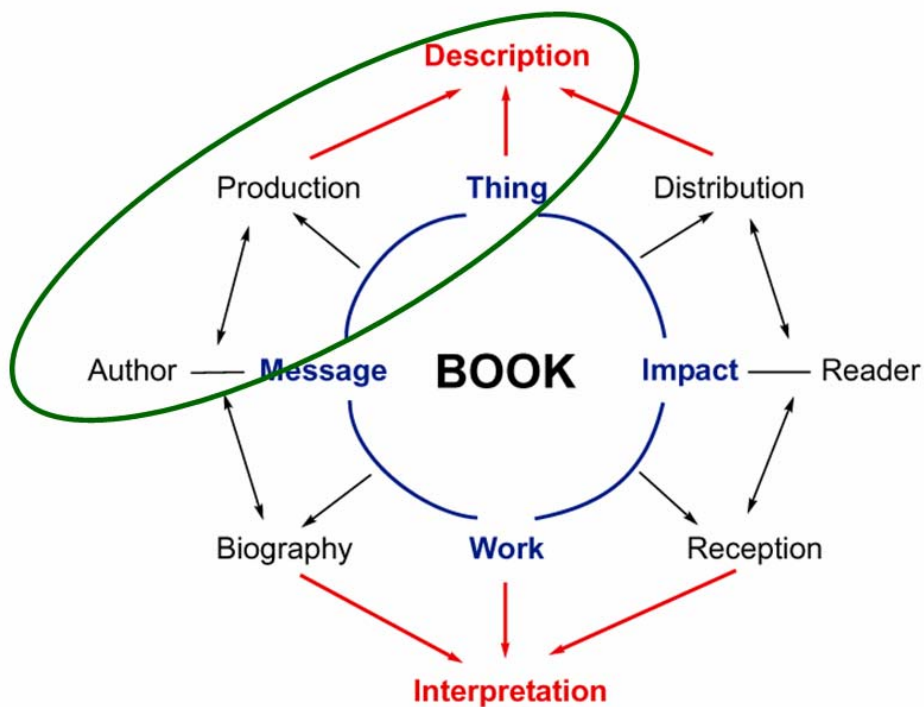 Description
Production
Thing
Distribution
Author
Message
BOOK
Impact
Reader
Biography
Work
Reception
Interpretation